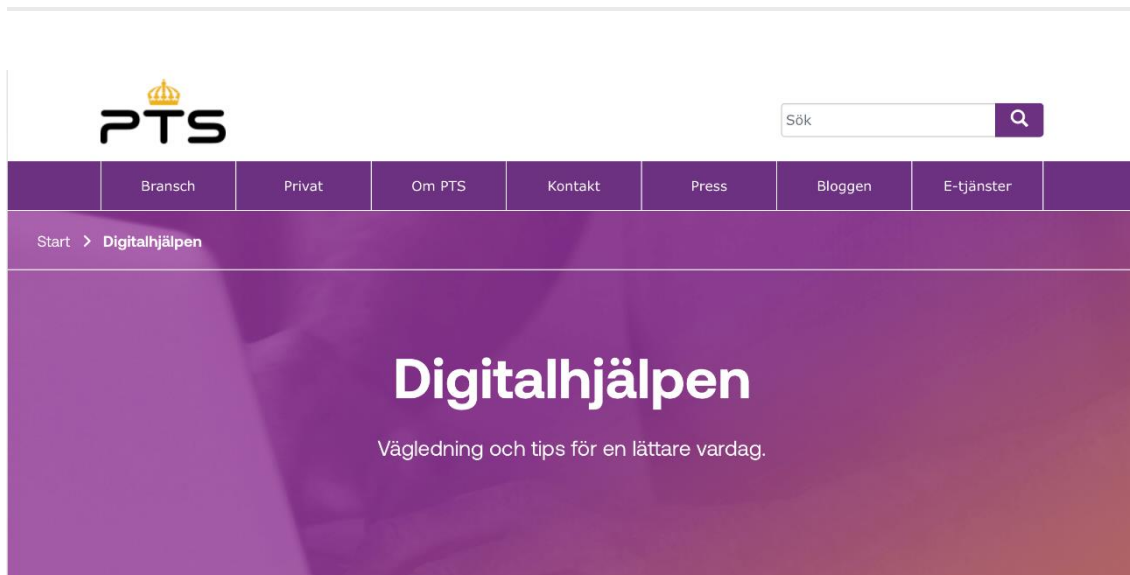 PTS
Sök
Bransch Privat Om PTS Kontakt Press Bloggen E-tjänster
Start > Digitalhjälpen
Digitalhjälpen
Vägledning och tips för en lättare vardag.